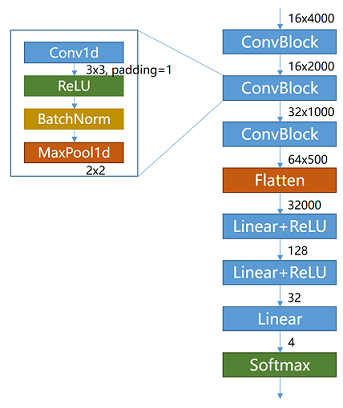 Conv1d
3x3, padding=1
ReLU
BatchNorm
MaxPool1d
2x2
16x4000
ConvBlock
16x2000
ConvBlock
32x1000
ConvBlock
64x500
Flatten
32000
Linear+ReLU
128
Linear+ReLU
32
Linear
4
Softmax